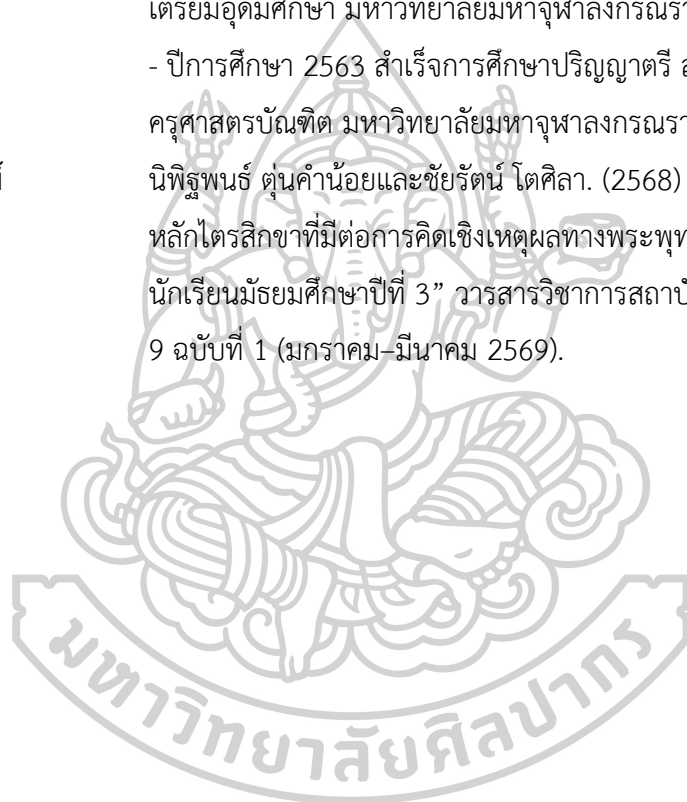 เตรียมอุดมศึกษา มหาวิทยาลัยมหาจุฬาลงกรณรา
- ปีการศึกษา 2563 สำเร็จการศึกษาปริญญาตรี ส
ครุศาสตรบัณฑิต มหาวิทยาลัยมหาจุฬาลงกรณรา
นิพิฐพนธ์ ตุ่นคำน้อยและชัยรัตน์ โตศิลา. (2568)
หลักไตรสิกขาที่มีต่อการคิดเชิงเหตุผลทางพระพุท
นักเรียนมัธยมศึกษาปีที่ 3” วารสารวิชาการสถาบั
9 ฉบับที่ 1 (มกราคม–มีนาคม 2569).
มหาวิทยาลัยศิลปากร